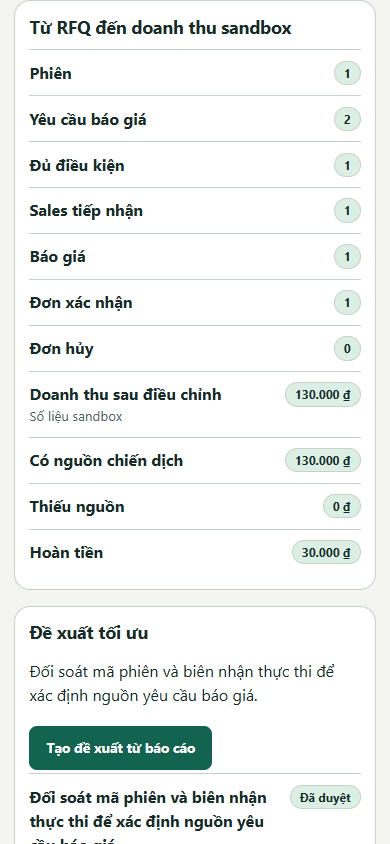 Từ RFQ đến doanh thu sandbox
Phiên 1
Yêu cầu báo giá 2
Đủ điều kiện 1
Sales tiếp nhận 1
Báo giá 1
Đơn xác nhận 1
Đơn hủy 0
Doanh thu sau điều chỉnh 130.000 ₫
Số liệu sandbox
Có nguồn chiến dịch 130.000 ₫
Thiếu nguồn 0 ₫
Hoàn tiền 30.000 ₫
Đề xuất tối ưu
Đối soát mã phiên và biên nhận thực thi để
xác định nguồn yêu cầu báo giá.
Tạo đề xuất từ báo cáo
Đối soát mã phiên và biên nhận Đã duyệt
thực thi để xác định nguồn yêu
cầu báo giá